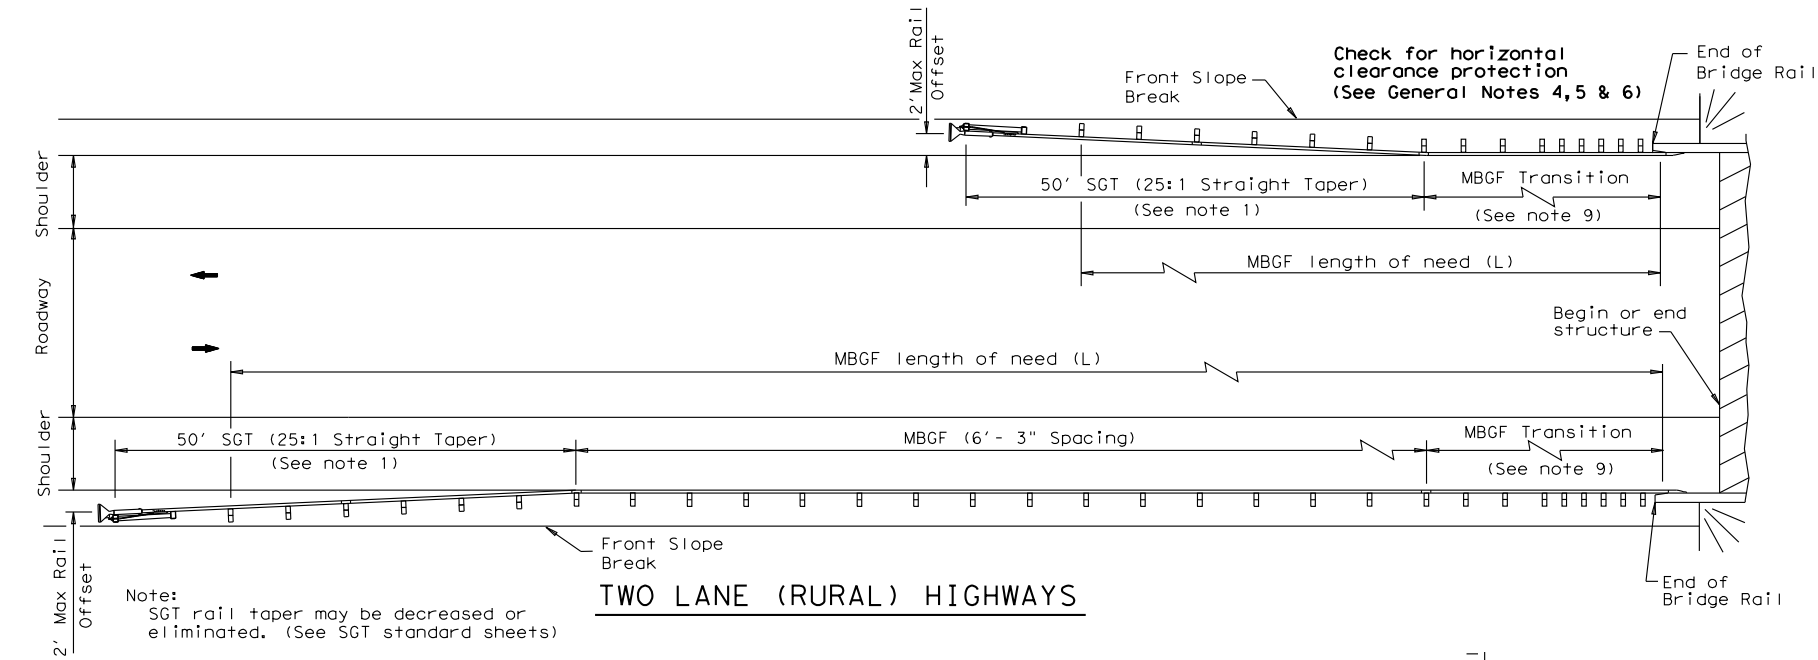 2' Max Rail
Offset
Front Slope
Break
Check for horizontal
clearance protection
(See General Notes 4,5 & 6)
End of
Bridge Rail
Shoulder
50' SGT (25:1 Straight Taper)
(See note 1)
MBGF Transition
(See note 9)
MBGF length of need (L)
Roadway
Begin or end
structure
MBGF length of need (L)
Shoulder
50' SGT (25:1 Straight Taper)
(See note 1)
MBGF (6'- 3" Spacing)
MBGF Transition
(See note 9)
2' Max Rail
Offset
Front Slope
Break
Note:
SGT rail taper may be decreased or
eliminated. (See SGT standard sheets)
TWO LANE (RURAL) HIGHWAYS
End of
Bridge Rail